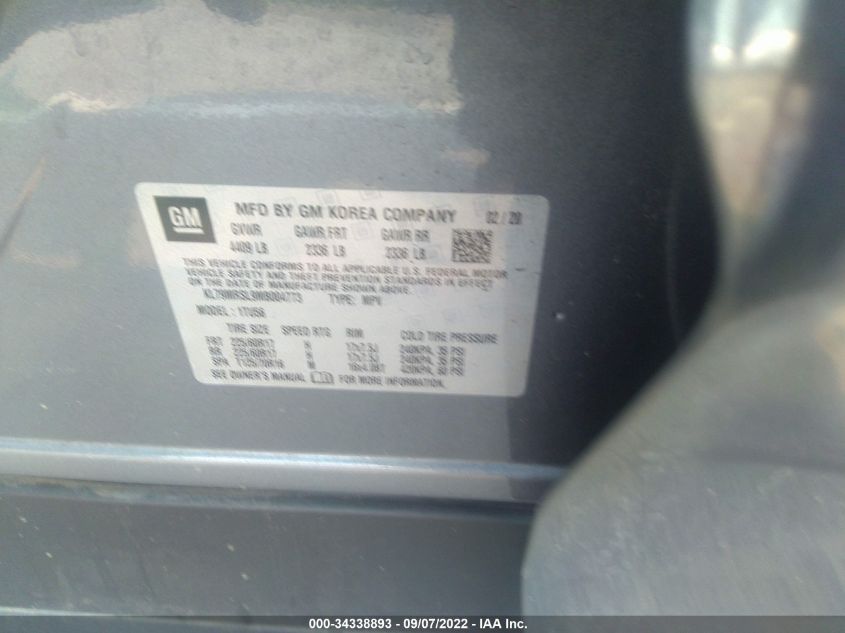 GM
MFD BY GM KOREA COMPANY 02 / 20
GVWR GAWR FRT GAWR RR
4409 LB 2336 LB 2336 LB
THIS VEHICLE CONFORMS TO ALL APPLICABLE U.S. FEDERAL MOTOR
VEHICLE SAFETY AND THEFT PREVENTION STANDARDS IN EFFECT
ON THE DATE OF MANUFACTURE SHOWN ABOVE.
TYPE: MPV
MODEL:
TIRE SIZE SPEED RTG RIM COLD TIRE PRESSURE
FRT 225/60R17 H 17x7.5J 240KPA, 35 PSI
RR 225/60R17 H 17x7.5J 240KPA, 35 PSI
SPA M 420KPA, 60 PSI
SEE OWNER'S MANUAL FOR MORE INFORMATION.
000-34338893 - 09/07/2022 - IAA Inc.